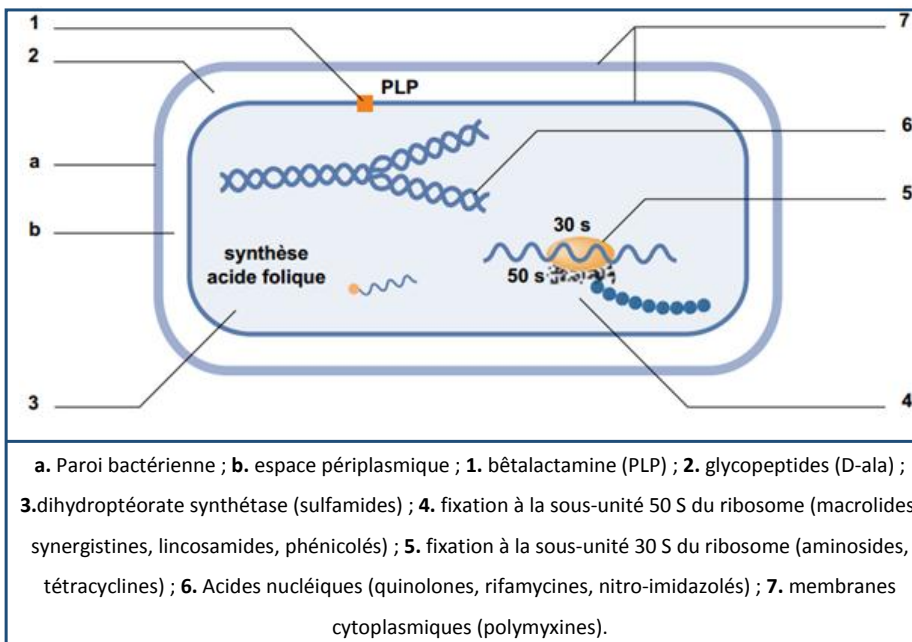 1
7
2
PLP
6
a
5
30 s
b
synthèse
acide folique
50 s
3
4
a. Paroi bactérienne ; b. espace périplasmique ; 1. bêtalactamine (PLP) ; 2. glycopeptides (D-ala) ;
3.dihydroptéorate synthétase (sulfamides) ; 4. fixation à la sous-unité 50 S du ribosome (macrolides
synergistines, lincosamides, phénicolés) ; 5. fixation à la sous-unité 30 S du ribosome (aminosides,
tétracyclines) ; 6. Acides nucléiques (quinolones, rifamycines, nitro-imidazolés) ; 7. membranes
cytoplasmiques (polymyxines).